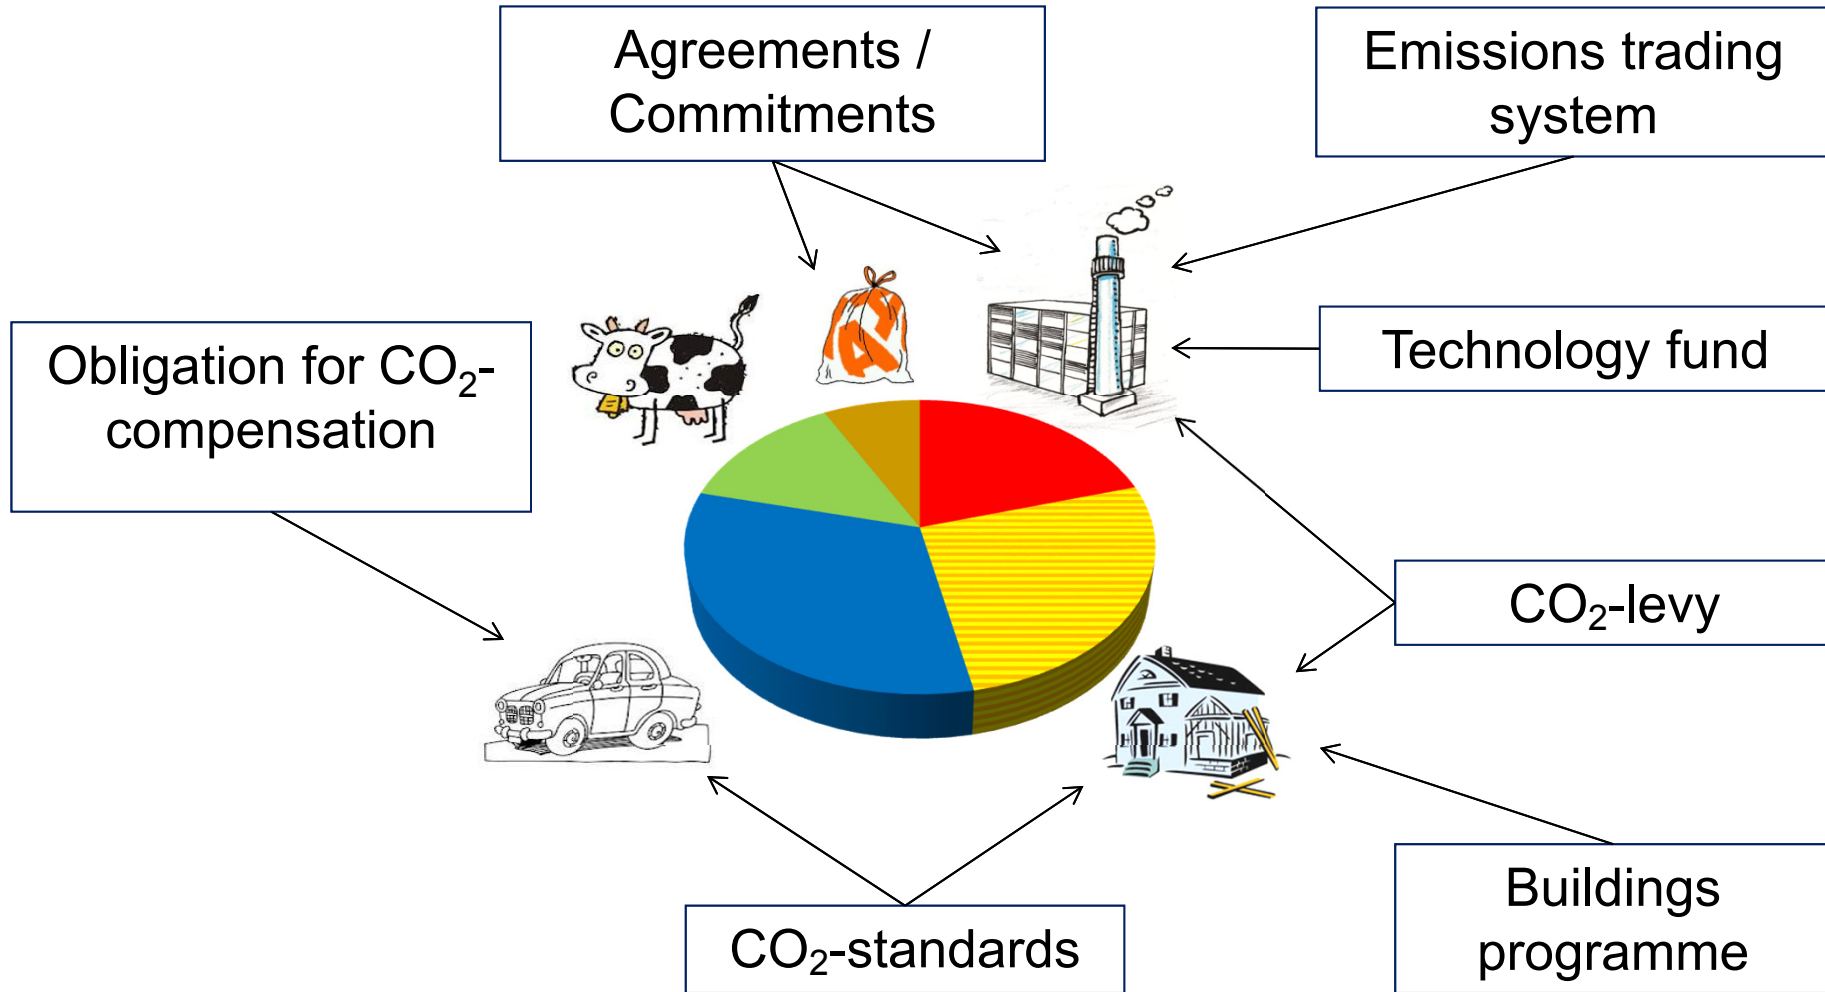 Agreements /
Commitments
Emissions trading
system
Obligation for CO₂-
compensation
Technology fund
CO₂-levy
CO₂-standards
Buildings
programme